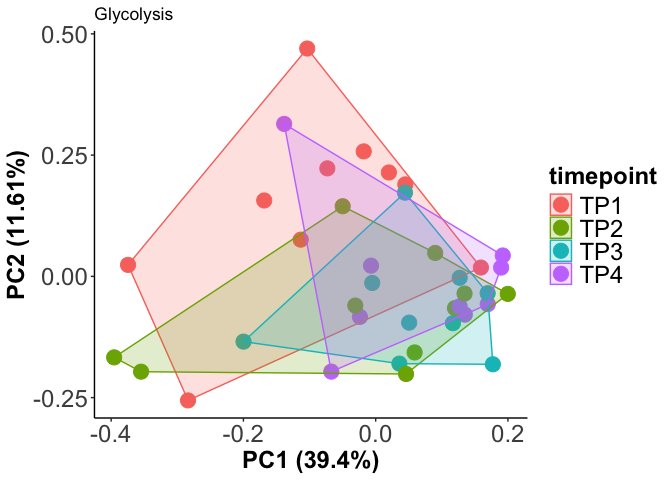 Glycolysis
PC2 (11.61%)
0.50
0.25
0.00
-0.25
-0.4
-0.2
0.0
0.2
PC1 (39.4%)
timepoint
TP1
TP2
TP3
TP4